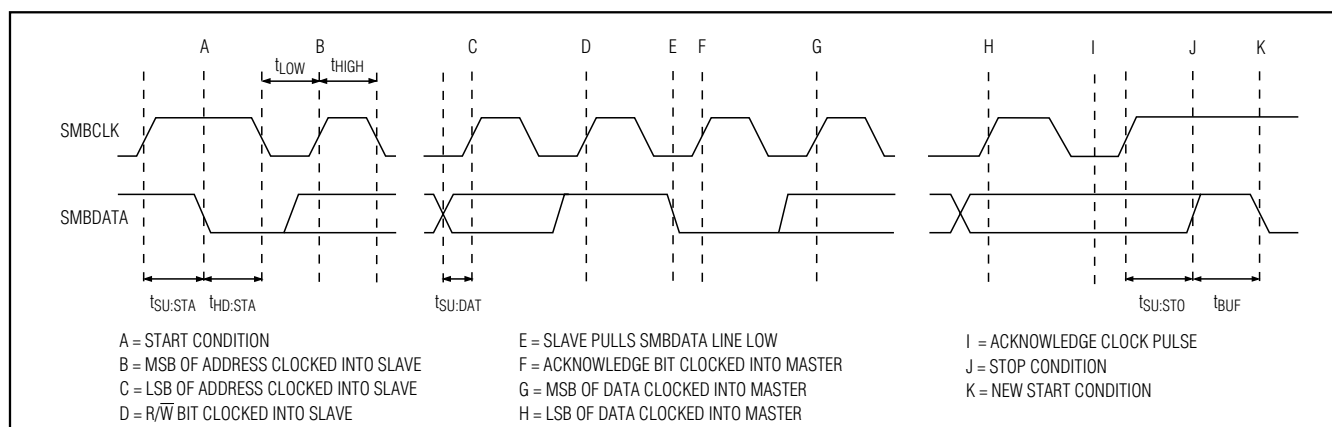 A B C D E F G H I J K
tLOW tHIGH
SMBCLK
SMBDATA
tSU:STA tHD:STA tSU:DAT tSU:STO tBUF
A = START CONDITION
B = MSB OF ADDRESS CLOCKED INTO SLAVE
C = LSB OF ADDRESS CLOCKED INTO SLAVE
D = R/W̅ BIT CLOCKED INTO SLAVE
E = SLAVE PULLS SMBDATA LINE LOW
F = ACKNOWLEDGE BIT CLOCKED INTO MASTER
G = MSB OF DATA CLOCKED INTO MASTER
H = LSB OF DATA CLOCKED INTO MASTER
I = ACKNOWLEDGE CLOCK PULSE
J = STOP CONDITION
K = NEW START CONDITION